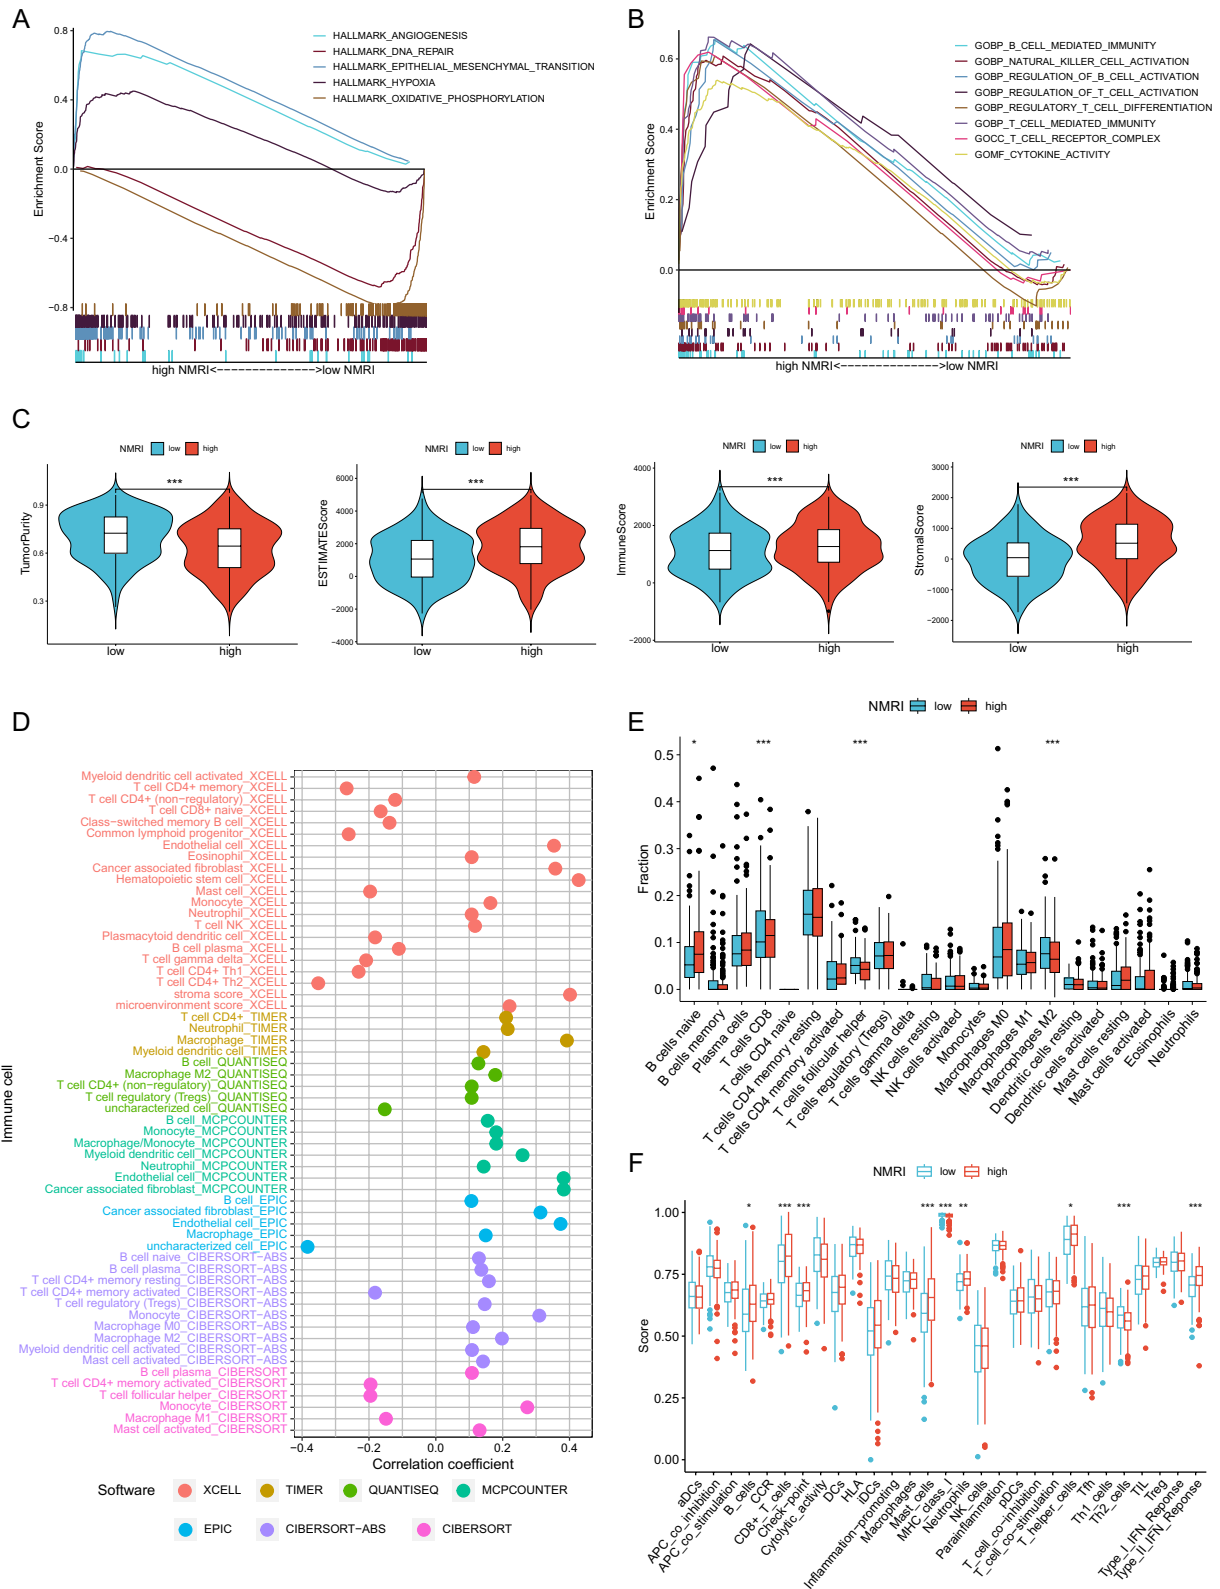 A
0.8
0.4
0.0
−0.4
−0.8
Enrichment Score
HALLMARK_ANGIOGENESIS
HALLMARK_DNA_REPAIR
HALLMARK_EPITHELIAL_MESENCHYMAL_TRANSITION
HALLMARK_HYPOXIA
HALLMARK_OXIDATIVE_PHOSPHORYLATION
high NMRI<−−−−−−−−−−−−−−−>low NMRI
B
0.6
0.4
0.2
0.0
Enrichment Score
GOBP_B_CELL_MEDIATED_IMMUNITY
GOBP_NATURAL_KILLER_CELL_ACTIVATION
GOBP_REGULATION_OF_B_CELL_ACTIVATION
GOBP_REGULATION_OF_T_CELL_ACTIVATION
GOBP_REGULATORY_T_CELL_DIFFERENTIATION
GOBP_T_CELL_MEDIATED_IMMUNITY
GOCC_T_CELL_RECEPTOR_COMPLEX
GOMF_CYTOKINE_ACTIVITY
high NMRI<−−−−−−−−−−−−−−−>low NMRI
C
NMRI low high
TumorPurity
0.9
0.6
0.3
***
low high
NMRI low high
ESTIMATEScore
6000
4000
2000
0
−2000
−4000
***
low high
NMRI low high
ImmuneScore
4000
2000
0
−2000
***
low high
NMRI low high
StromalScore
3000
2000
1000
0
−1000
−2000
***
low high
D
Immune cell
Myeloid dendritic cell activated_XCELL
T cell CD4+ memory_XCELL
T cell CD4+ (non−regulatory)_XCELL
T cell CD8+ naive_XCELL
Class−switched memory B cell_XCELL
Common lymphoid progenitor_XCELL
Endothelial cell_XCELL
Eosinophil_XCELL
Cancer associated fibroblast_XCELL
Hematopoietic stem cell_XCELL
Mast cell_XCELL
Monocyte_XCELL
Neutrophil_XCELL
T cell NK_XCELL
Plasmacytoid dendritic cell_XCELL
B cell plasma_XCELL
T cell gamma delta_XCELL
T cell CD4+ Th1_XCELL
T cell CD4+ Th2_XCELL
stroma score_XCELL
microenvironment score_XCELL
T cell CD4+_TIMER
Neutrophil_TIMER
Macrophage_TIMER
Myeloid dendritic cell_TIMER
B cell_QUANTISEQ
Macrophage M2_QUANTISEQ
T cell CD4+ (non−regulatory)_QUANTISEQ
T cell regulatory (Tregs)_QUANTISEQ
uncharacterized cell_QUANTISEQ
B cell_MCPCOUNTER
Monocyte_MCPCOUNTER
Macrophage/Monocyte_MCPCOUNTER
Myeloid dendritic cell_MCPCOUNTER
Neutrophil_MCPCOUNTER
Endothelial cell_MCPCOUNTER
Cancer associated fibroblast_MCPCOUNTER
B cell_EPIC
Cancer associated fibroblast_EPIC
Endothelial cell_EPIC
Macrophage_EPIC
uncharacterized cell_EPIC
B cell naive_CIBERSORT−ABS
B cell plasma_CIBERSORT−ABS
T cell CD4+ memory resting_CIBERSORT−ABS
T cell CD4+ memory activated_CIBERSORT−ABS
T cell regulatory (Tregs)_CIBERSORT−ABS
Monocyte_CIBERSORT−ABS
Macrophage M0_CIBERSORT−ABS
Macrophage M2_CIBERSORT−ABS
Myeloid dendritic cell activated_CIBERSORT−ABS
Mast cell activated_CIBERSORT−ABS
B cell plasma_CIBERSORT
T cell CD4+ memory activated_CIBERSORT
T cell follicular helper_CIBERSORT
Monocyte_CIBERSORT
Macrophage M1_CIBERSORT
Mast cell activated_CIBERSORT
−0.4 −0.2 0.0 0.2 0.4
Correlation coefficient
Software XCELL TIMER QUANTISEQ MCPCOUNTER
EPIC CIBERSORT−ABS CIBERSORT
E
NMRI low high
* *** *** ***
Fraction
0.5
0.4
0.3
0.2
0.1
0.0
B cells naive
B cells memory
Plasma cells
T cells CD8
T cells CD4 naive
T cells CD4 memory resting
T cells CD4 memory activated
T cells follicular helper
T cells regulatory (Tregs)
T cells gamma delta
NK cells resting
NK cells activated
Monocytes
Macrophages M0
Macrophages M1
Macrophages M2
Dendritic cells resting
Dendritic cells activated
Mast cells resting
Mast cells activated
Eosinophils
Neutrophils
F
NMRI low high
* *** *** *** *** ** * *** ***
Score
1.00
0.75
0.50
0.25
0.00
aDCs
APC_co_inhibition
APC_co_stimulation
B_cells
CCR
CD8+_T_cells
Check−point
Cytolytic_activity
DCs
HLA
iDCs
Inflammation−promoting
Macrophages
Mast_cells
MHC_class_I
Neutrophils
NK_cells
Parainflammation
pDCs
T_cell_co−inhibition
T_cell_co−stimulation
T_helper_cells
Tfh
Th1_cells
Th2_cells
TIL
Treg
Type_I_IFN_Reponse
Type_II_IFN_Reponse